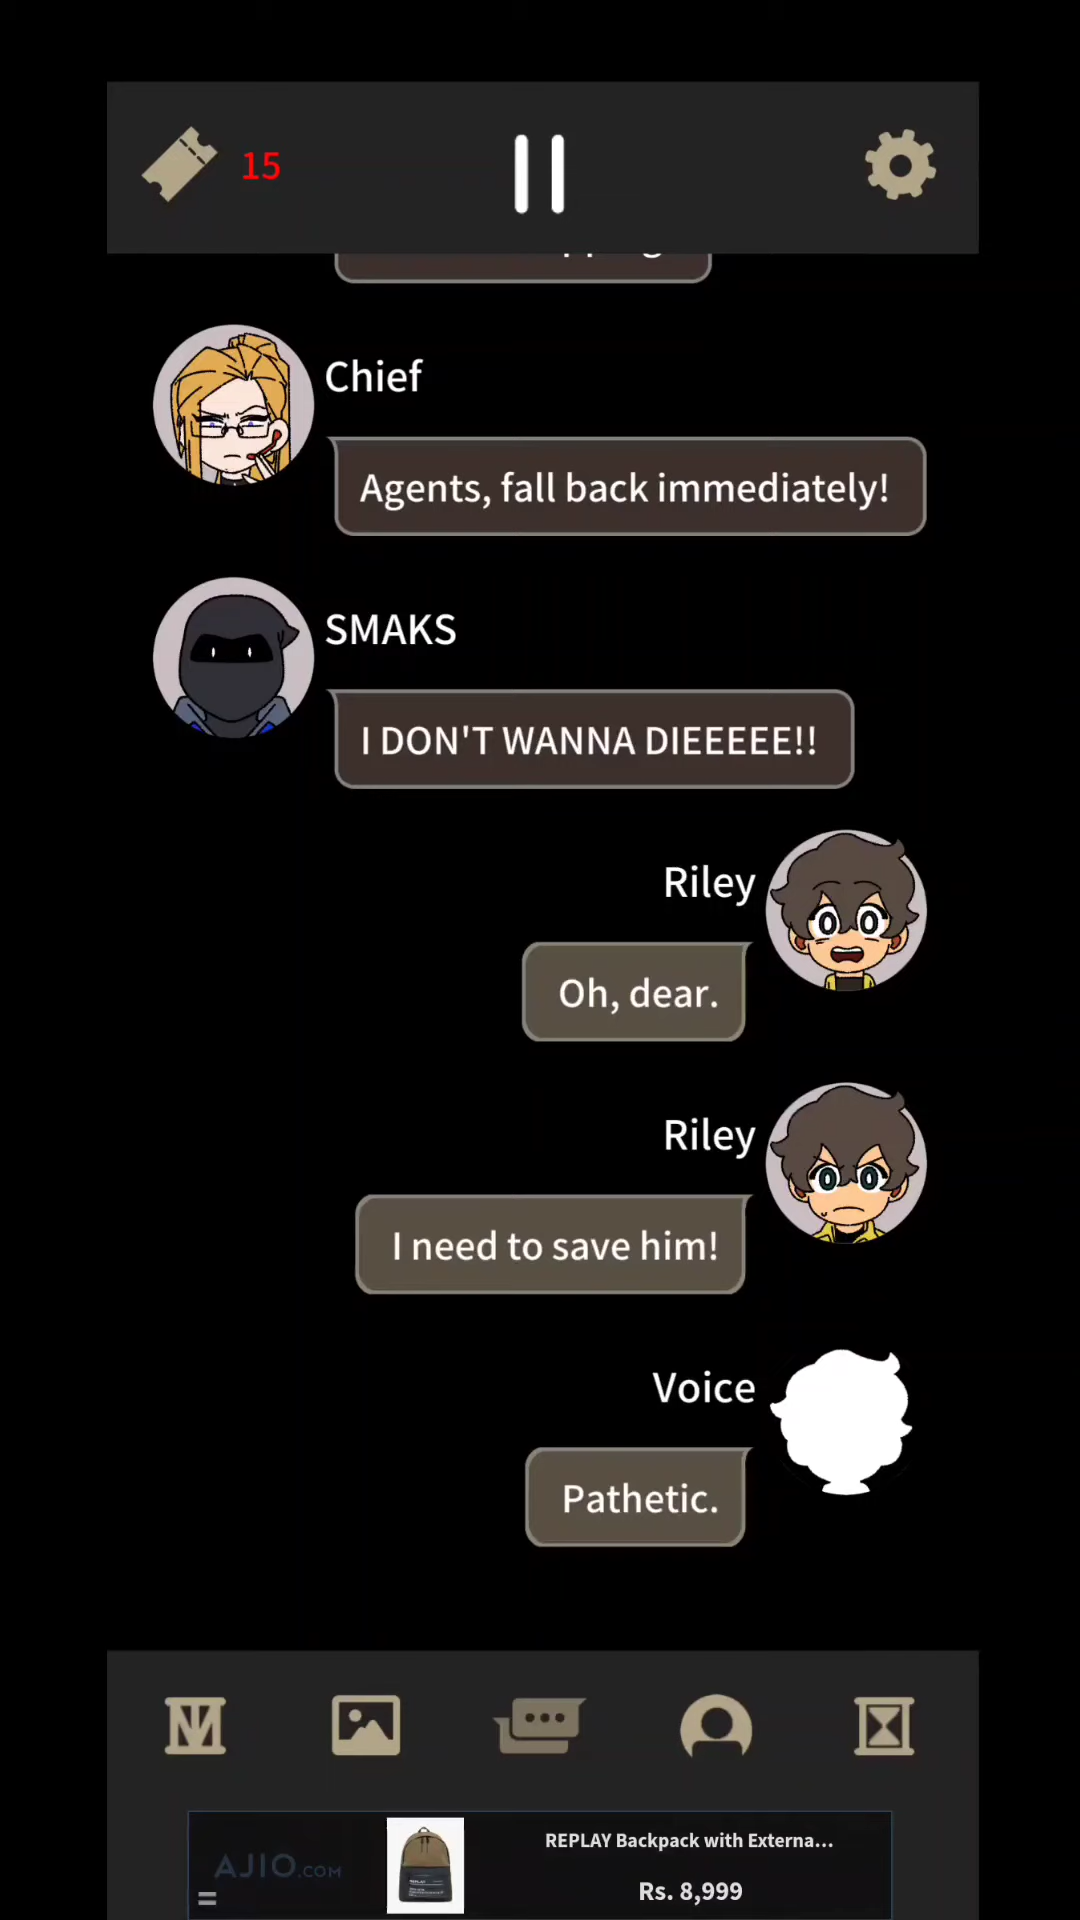 15
Chief
Agents, fall back immediately!
SMAKS
I DON'T WANNA DIEEEEE!!
Riley
Oh, dear.
Riley
I need to save him!
Voice
Pathetic.
AJIO.COM
REPLAY Backpack with Externa...
Rs. 8,999